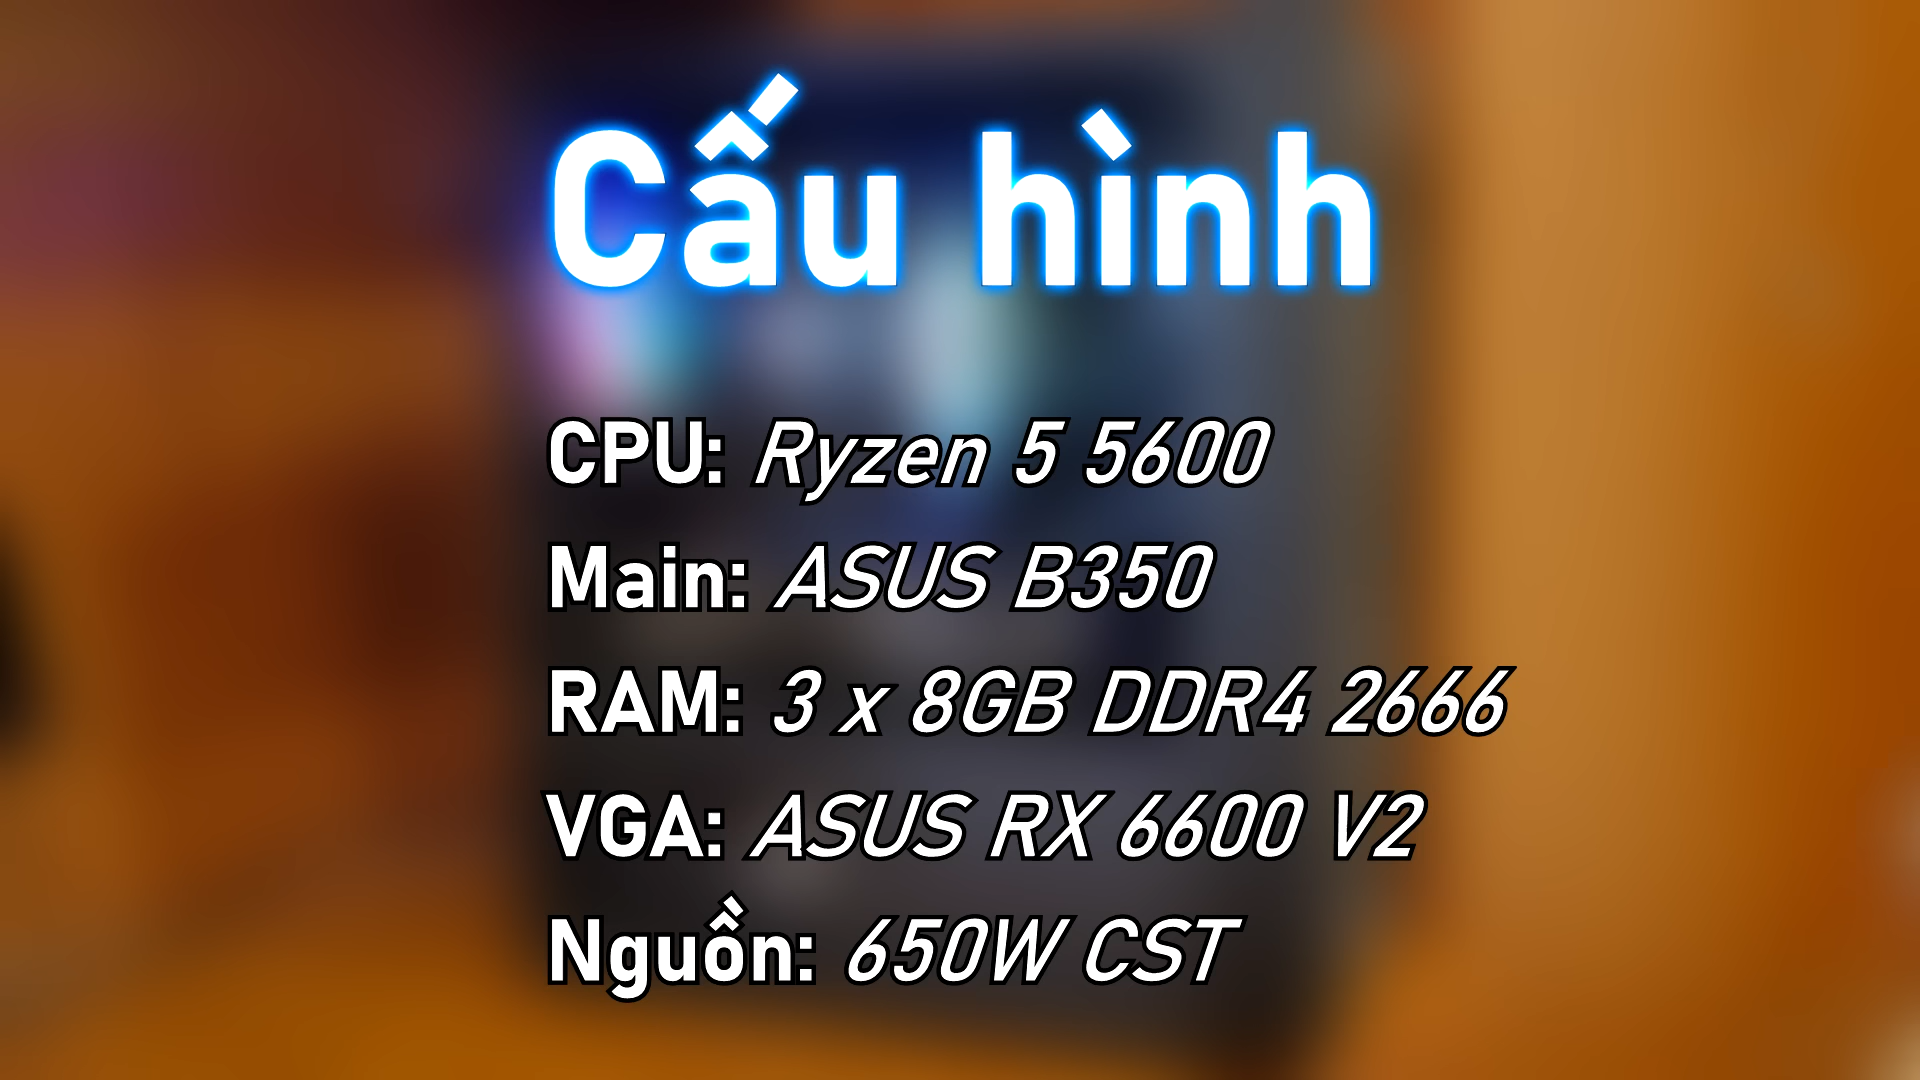 Cấu hình
CPU: Ryzen 5 5600
Main: ASUS B350
RAM: 3 x 8GB DDR4 2666
VGA: ASUS RX 6600 V2
Nguồn: 650W CST